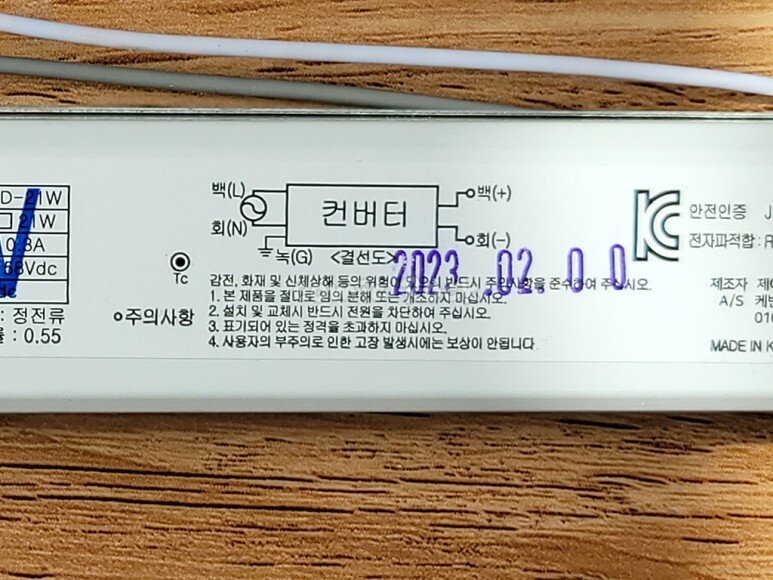 D-21W
21W
0.3A
68Vdc
dc
: 정전류
률 : 0.55
백(L)
회(N)
녹(G)
컨버터
백(+)
회(-)
<결선도>
2023.02.00
Tc
ㅇ주의사항
감전, 화재 및 신체상해 등의 위험이 있으니 반드시 주의사항을 준수하여 주십시오.
1. 본 제품을 절대로 임의 분해 또는 개조하지 마십시오.
2. 설치 및 교체시 반드시 전원을 차단하여 주십시오.
3. 표기되어 있는 정격을 초과하지 마십시오.
4. 사용자의 부주의로 인한 고장 발생시에는 보상이 안됩니다.
안전인증 J
전자파적합 : R
제조자 제이
A/S 케빈
010
MADE IN K